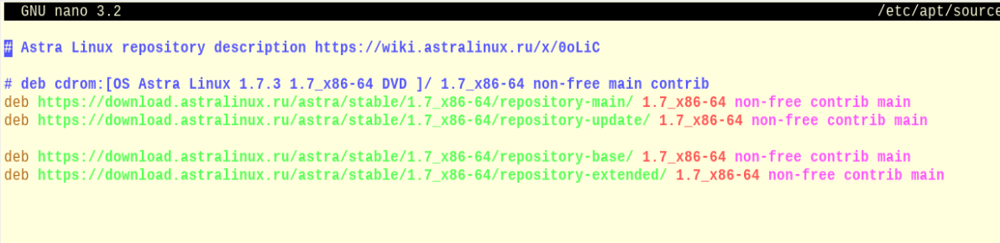 GNU nano 3.2 /etc/apt/source
# Astra Linux repository description https://wiki.astralinux.ru/x/0oLiC
# deb cdrom:[OS Astra Linux 1.7.3 1.7_x86-64 DVD ]/ 1.7_x86-64 non-free main contrib
deb https://download.astralinux.ru/astra/stable/1.7_x86-64/repository-main/ 1.7_x86-64 non-free contrib main
deb https://download.astralinux.ru/astra/stable/1.7_x86-64/repository-update/ 1.7_x86-64 non-free contrib main
deb https://download.astralinux.ru/astra/stable/1.7_x86-64/repository-base/ 1.7_x86-64 non-free contrib main
deb https://download.astralinux.ru/astra/stable/1.7_x86-64/repository-extended/ 1.7_x86-64 non-free contrib main